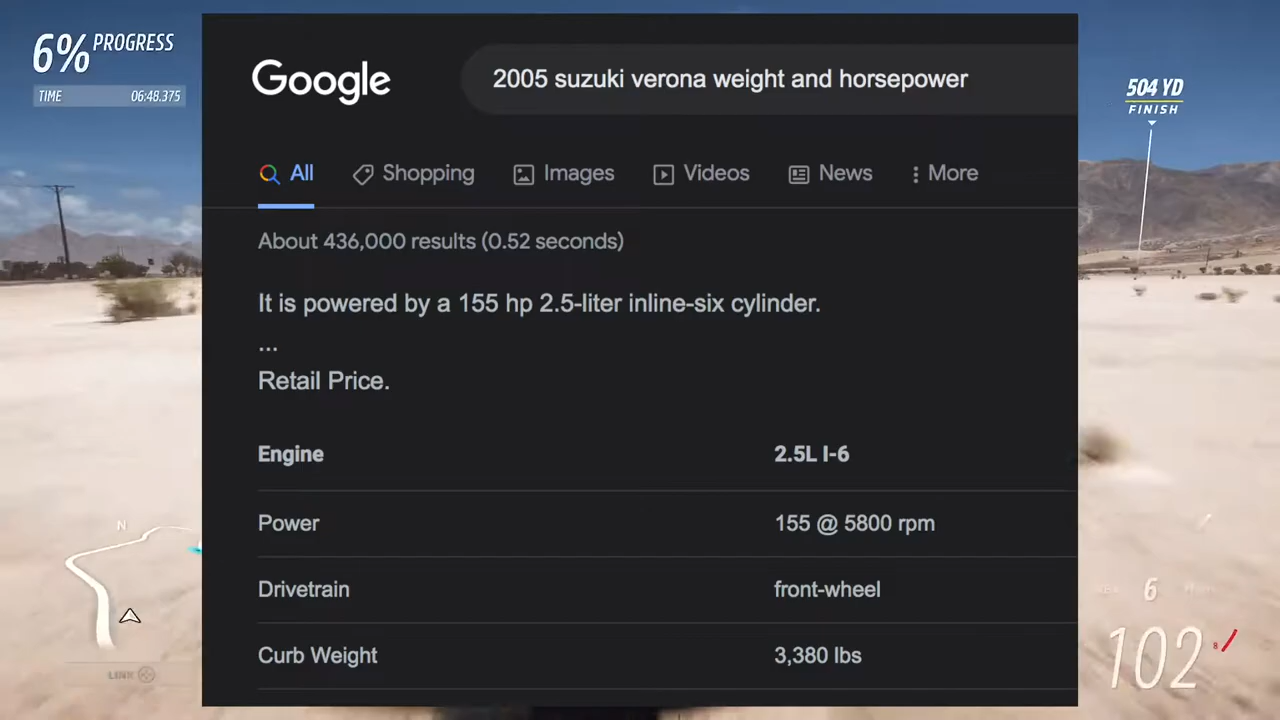 6% PROGRESS
TIME 06:48.375
Google
2005 suzuki verona weight and horsepower
All Shopping Images Videos News More
About 436,000 results (0.52 seconds)
It is powered by a 155 hp 2.5-liter inline-six cylinder.
...
Retail Price.
Engine 2.5L I-6
Power 155 @ 5800 rpm
Drivetrain front-wheel
Curb Weight 3,380 lbs
504 YD
FINISH
N
LINK
6
8
102